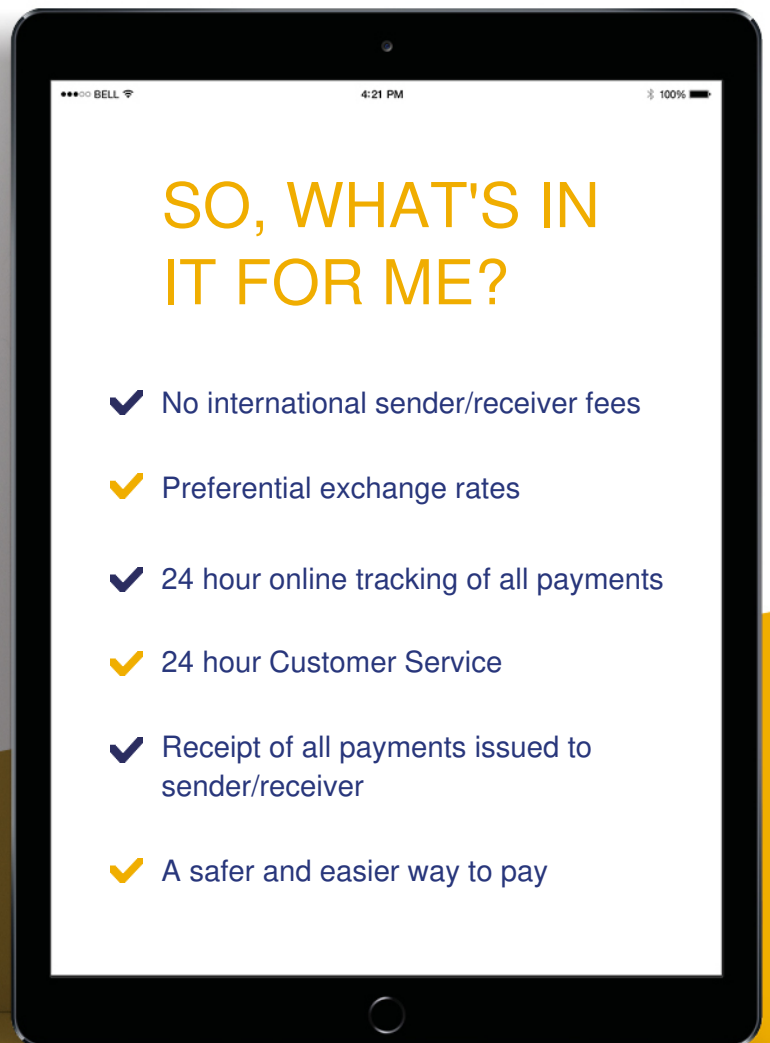 BELL
4:21 PM
100%
SO, WHAT'S IN
IT FOR ME?
No international sender/receiver fees
Preferential exchange rates
24 hour online tracking of all payments
24 hour Customer Service
Receipt of all payments issued to
sender/receiver
A safer and easier way to pay